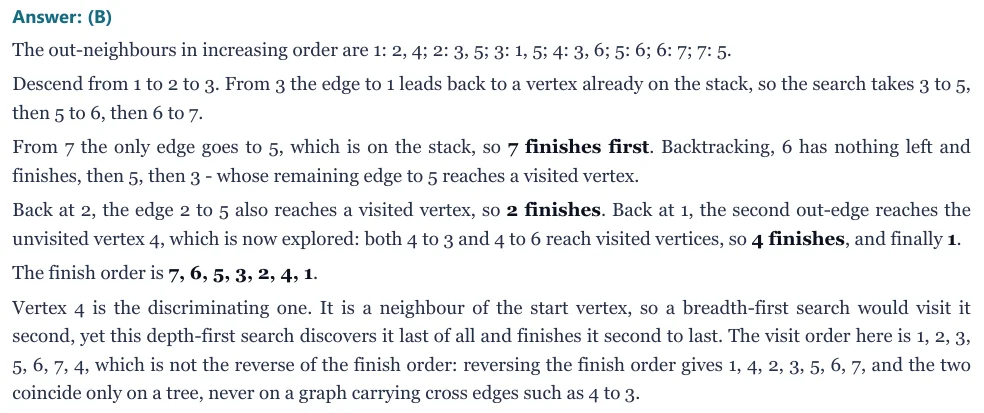 Answer: (B)
The out-neighbours in increasing order are 1: 2, 4; 2: 3, 5; 3: 1, 5; 4: 3, 6; 5: 6; 6: 7; 7: 5.
Descend from 1 to 2 to 3. From 3 the edge to 1 leads back to a vertex already on the stack, so the search takes 3 to 5,
then 5 to 6, then 6 to 7.
From 7 the only edge goes to 5, which is on the stack, so 7 finishes first. Backtracking, 6 has nothing left and
finishes, then 5, then 3 - whose remaining edge to 5 reaches a visited vertex.
Back at 2, the edge 2 to 5 also reaches a visited vertex, so 2 finishes. Back at 1, the second out-edge reaches the
unvisited vertex 4, which is now explored: both 4 to 3 and 4 to 6 reach visited vertices, so 4 finishes, and finally 1.
The finish order is 7, 6, 5, 3, 2, 4, 1.
Vertex 4 is the discriminating one. It is a neighbour of the start vertex, so a breadth-first search would visit it
second, yet this depth-first search discovers it last of all and finishes it second to last. The visit order here is 1, 2, 3,
5, 6, 7, 4, which is not the reverse of the finish order: reversing the finish order gives 1, 4, 2, 3, 5, 6, 7, and the two
coincide only on a tree, never on a graph carrying cross edges such as 4 to 3.